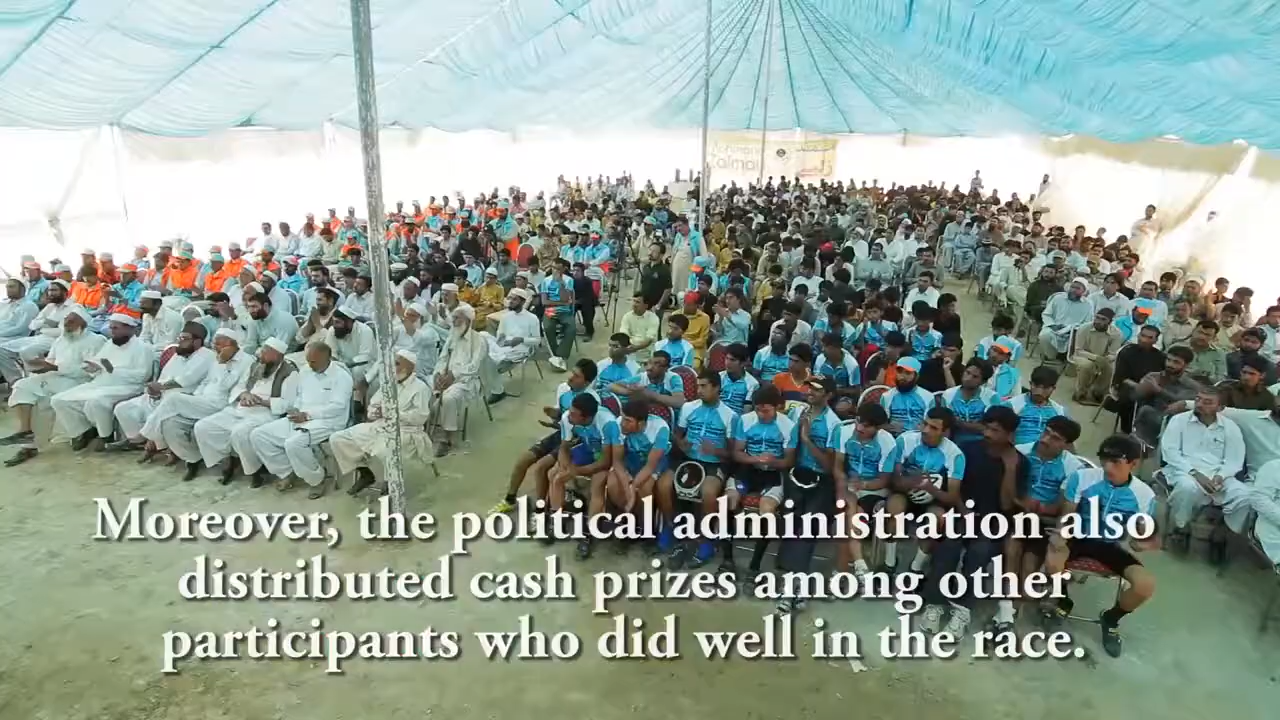 Moreover, the political administration also
distributed cash prizes among other
participants who did well in the race.